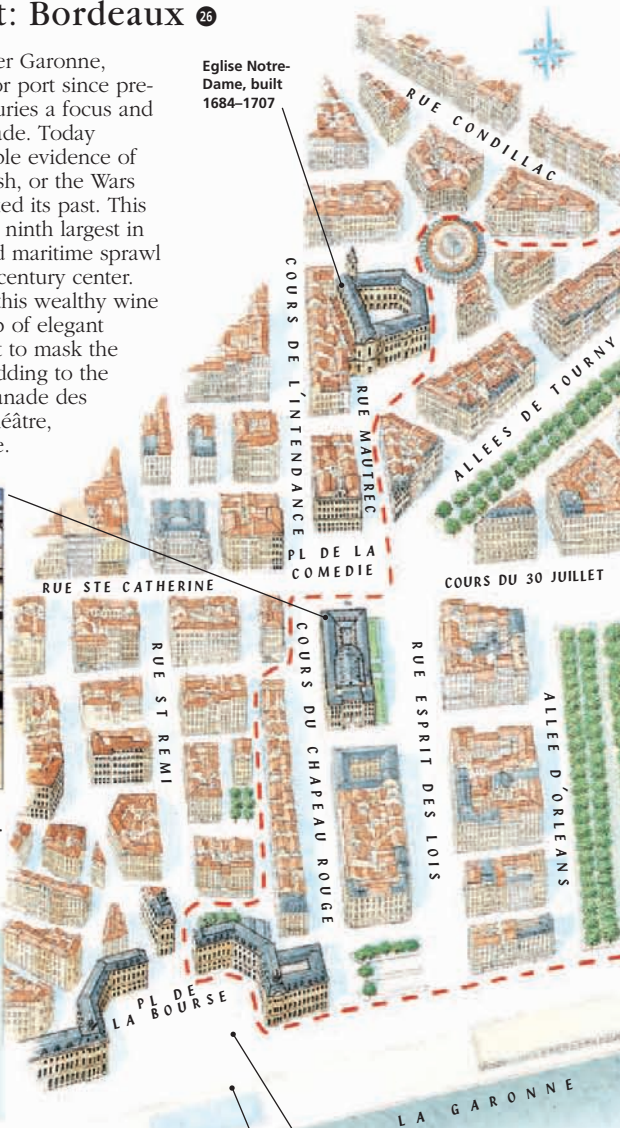 t: Bordeaux 26
er Garonne,
or port since pre-
uries a focus and
ade. Today
ble evidence of
sh, or the Wars
ed its past. This
ninth largest in
d maritime sprawl
century center.
this wealthy wine
p of elegant
t to mask the
dding to the
anade des
éâtre,
e.
Eglise Notre-
Dame, built
1684–1707
RUE CONDILLAC
COURS DE L'INTENDANCE
RUE MAUTREC
ALLEES DE TOURNY
PL DE LA
COMEDIE
RUE STE CATHERINE
COURS DU 30 JUILLET
RUE ST REMI
COURS DU CHAPEAU ROUGE
RUE ESPRIT DES LOIS
ALLEE D'ORLEANS
PL DE
LA BOURSE
LA GARONNE